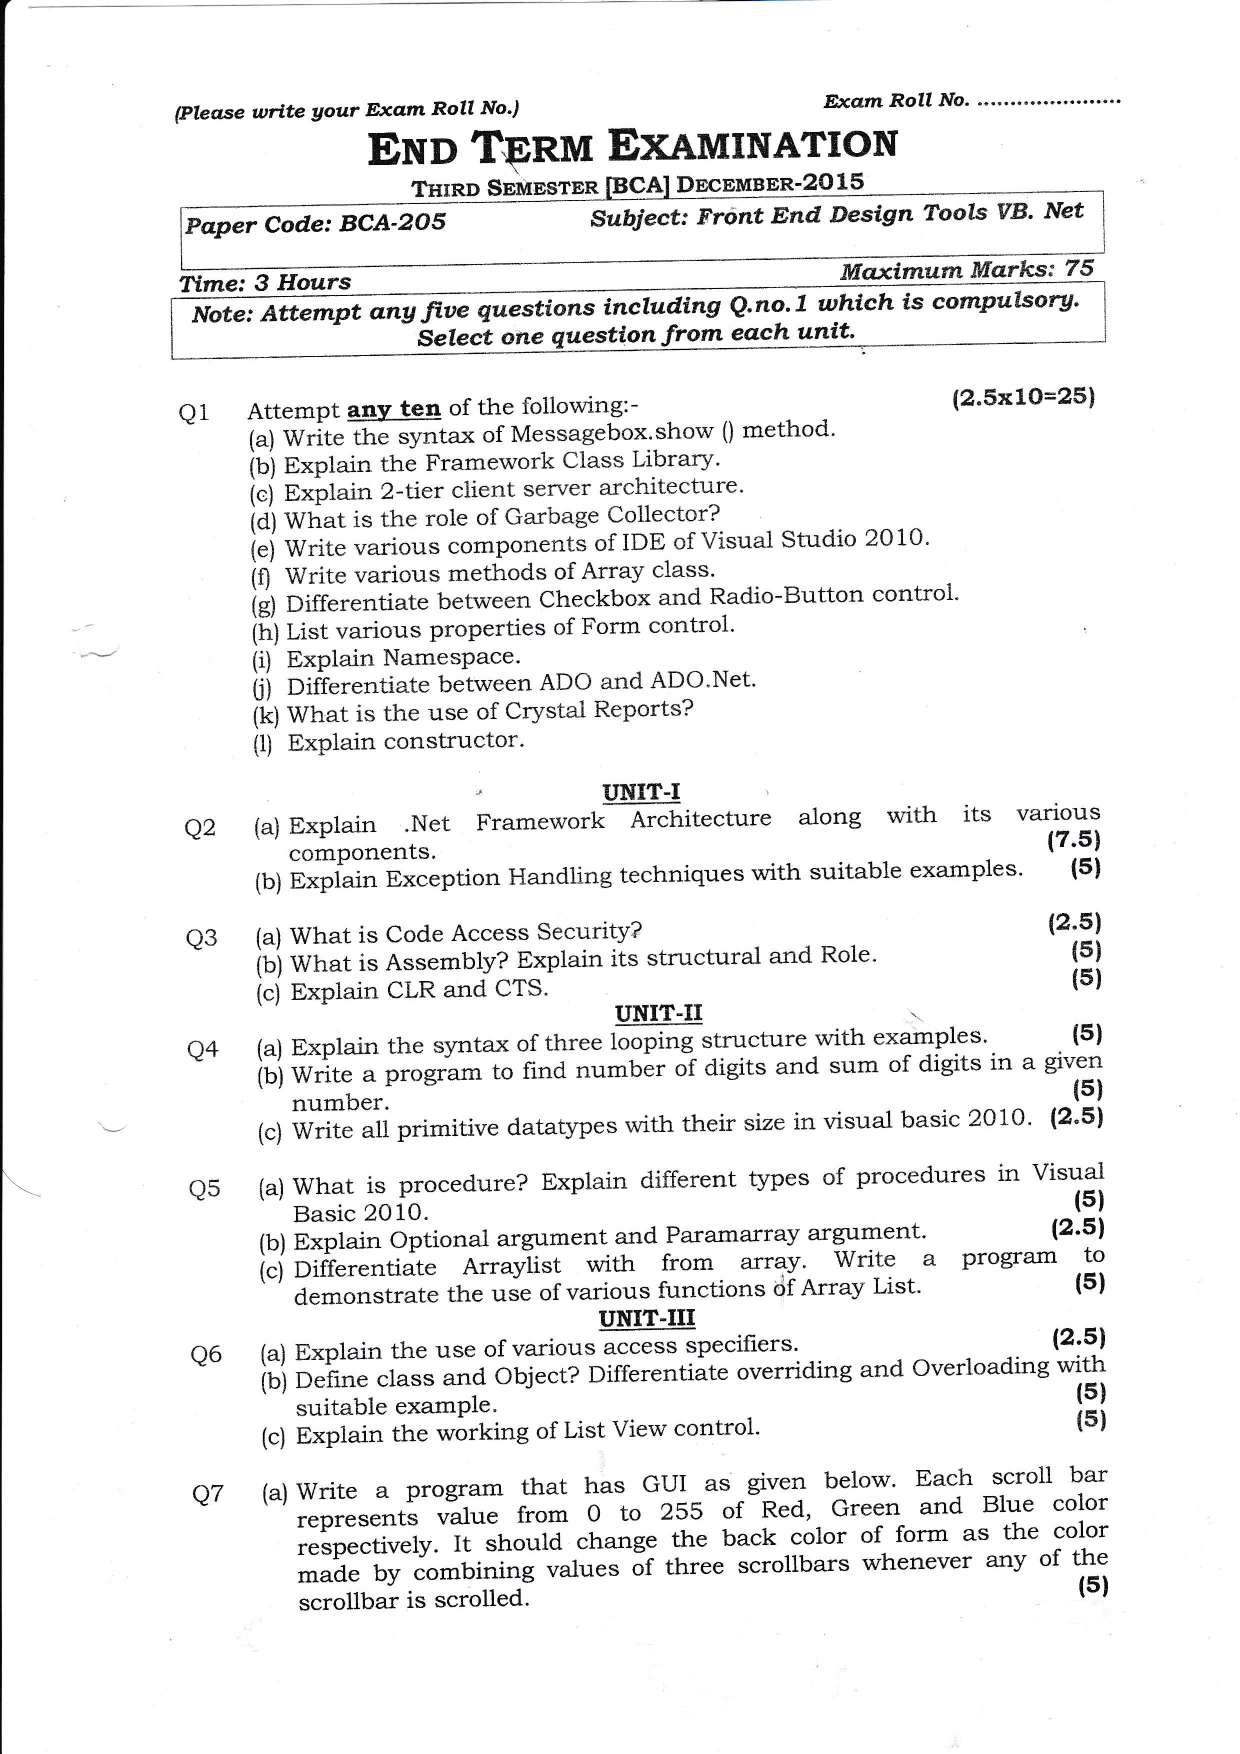 (Please write your Exam Roll No.)
Exam Roll No. ......................
END TERM EXAMINATION
THIRD SEMESTER [BCA] DECEMBER-2015
Paper Code: BCA-205 Subject: Front End Design Tools VB. Net
Time: 3 Hours Maximum Marks: 75
Note: Attempt any five questions including Q.no.1 which is compulsory.
Select one question from each unit.
Q1 Attempt any ten of the following:- (2.5x10=25)
(a) Write the syntax of Messagebox.show () method.
(b) Explain the Framework Class Library.
(c) Explain 2-tier client server architecture.
(d) What is the role of Garbage Collector?
(e) Write various components of IDE of Visual Studio 2010.
(f) Write various methods of Array class.
(g) Differentiate between Checkbox and Radio-Button control.
(h) List various properties of Form control.
(i) Explain Namespace.
(j) Differentiate between ADO and ADO.Net.
(k) What is the use of Crystal Reports?
(l) Explain constructor.
UNIT-I
Q2 (a) Explain .Net Framework Architecture along with its various
components. (7.5)
(b) Explain Exception Handling techniques with suitable examples. (5)
Q3 (a) What is Code Access Security? (2.5)
(b) What is Assembly? Explain its structural and Role. (5)
(c) Explain CLR and CTS. (5)
UNIT-II
Q4 (a) Explain the syntax of three looping structure with examples. (5)
(b) Write a program to find number of digits and sum of digits in a given
number. (5)
(c) Write all primitive datatypes with their size in visual basic 2010. (2.5)
Q5 (a) What is procedure? Explain different types of procedures in Visual
Basic 2010. (5)
(b) Explain Optional argument and Paramarray argument. (2.5)
(c) Differentiate Arraylist with from array. Write a program to
demonstrate the use of various functions of Array List. (5)
UNIT-III
Q6 (a) Explain the use of various access specifiers. (2.5)
(b) Define class and Object? Differentiate overriding and Overloading with
suitable example. (5)
(c) Explain the working of List View control. (5)
Q7 (a) Write a program that has GUI as given below. Each scroll bar
represents value from 0 to 255 of Red, Green and Blue color
respectively. It should change the back color of form as the color
made by combining values of three scrollbars whenever any of the
scrollbar is scrolled. (5)